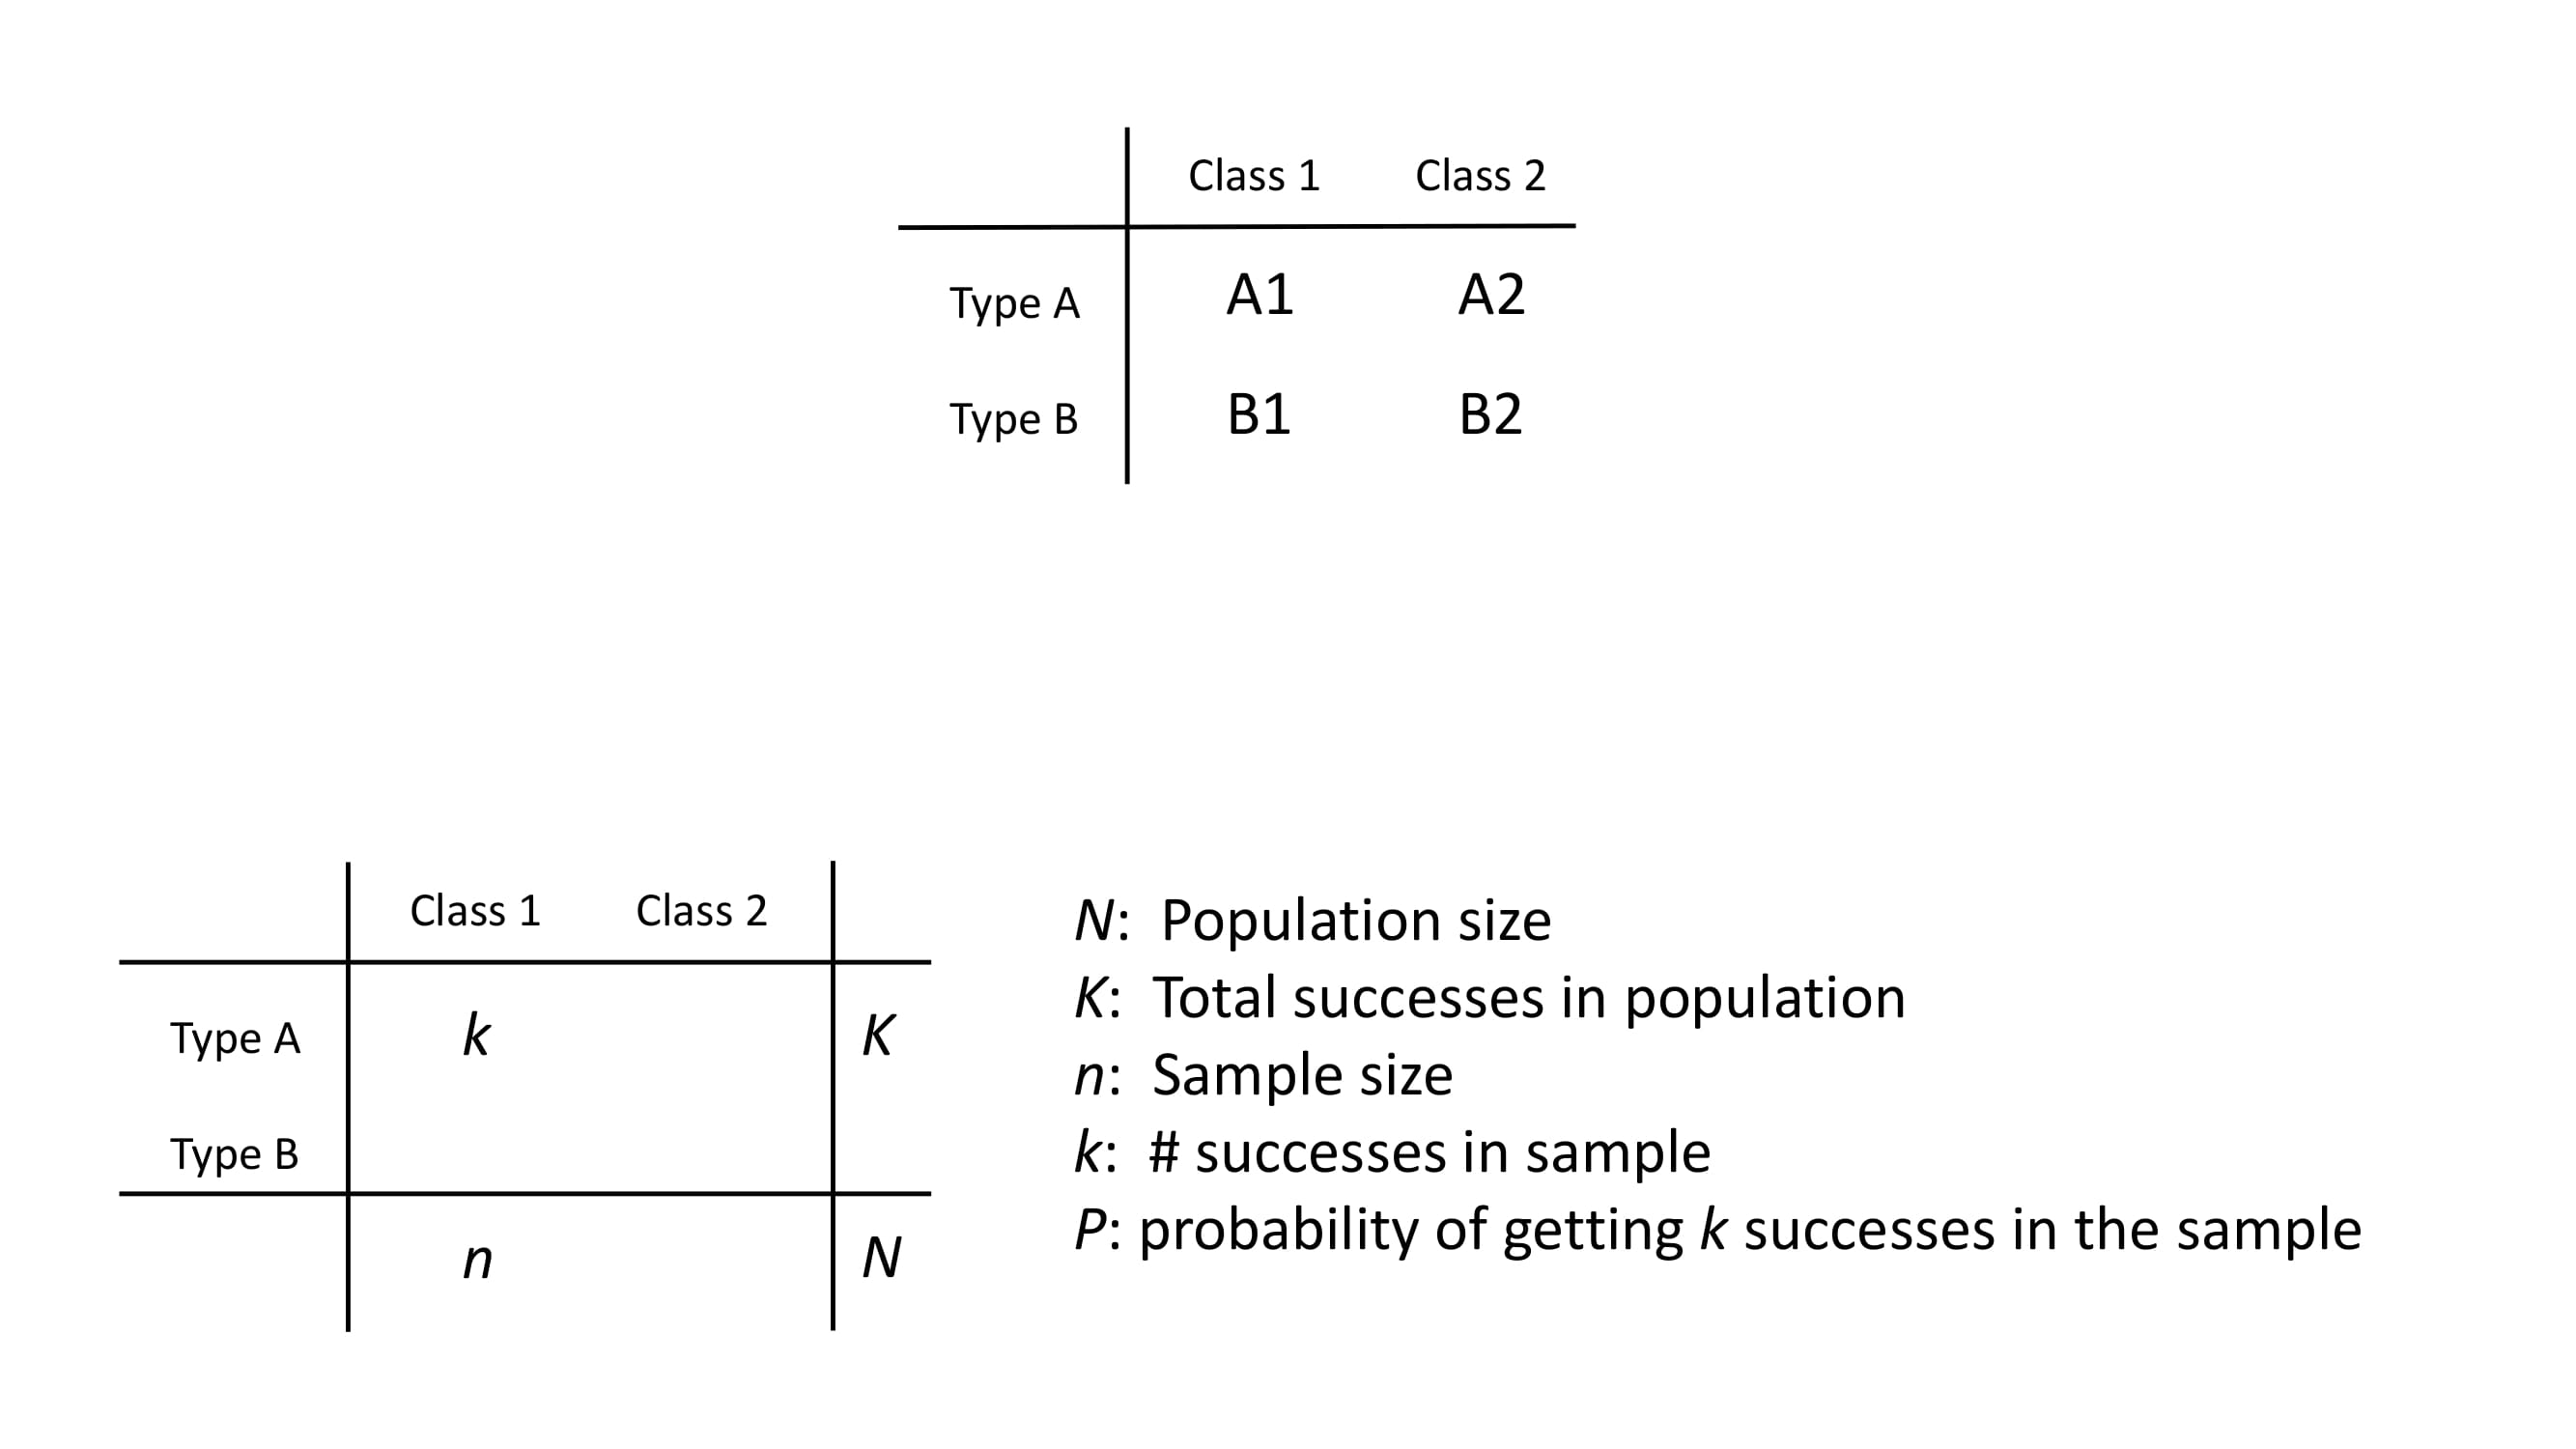 Class 1 Class 2
Type A A1 A2
Type B B1 B2
Class 1 Class 2
Type A k K
Type B
n N
N: Population size
K: Total successes in population
n: Sample size
k: # successes in sample
P: probability of getting k successes in the sample